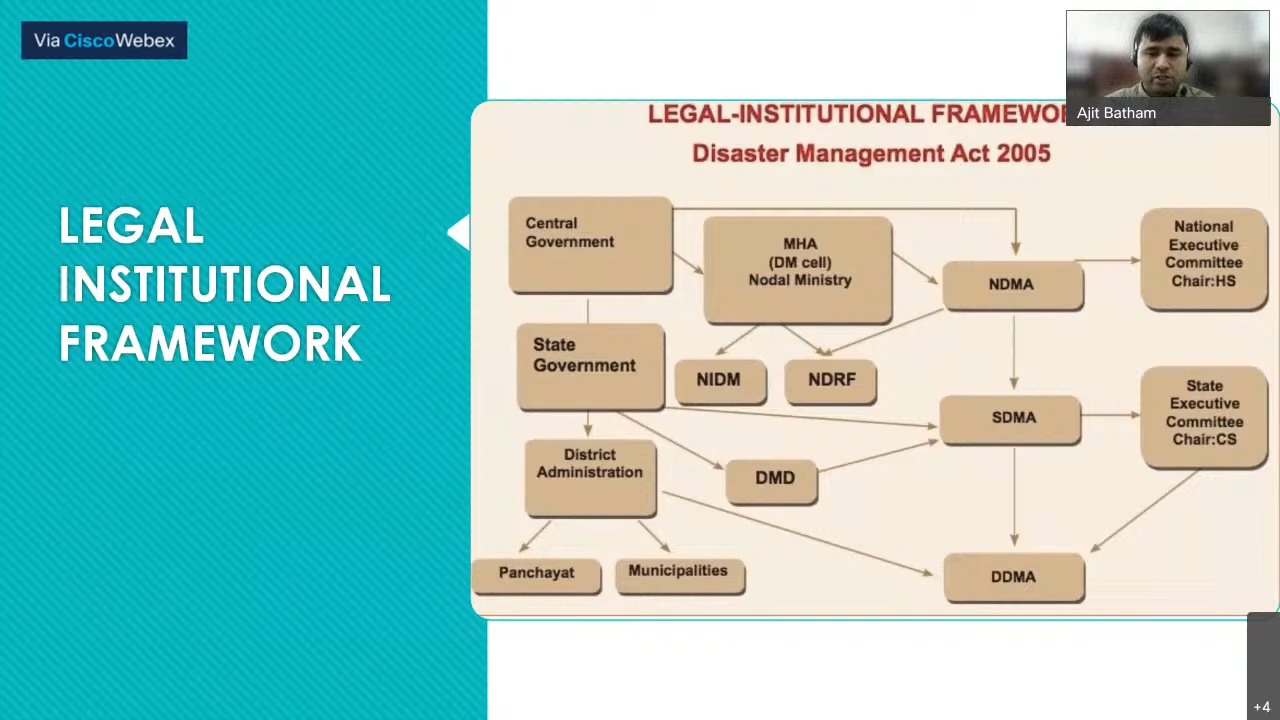 Via CiscoWebex
Ajit Batham
LEGAL
INSTITUTIONAL
FRAMEWORK
LEGAL-INSTITUTIONAL
Disaster Management Act 2005
Central
Government
MHA
(DM cell)
Nodal Ministry
NDMA
National
Executive
Committee
Chair:HS
State
Government
NIDM
NDRF
SDMA
State
Executive
Committee
Chair:CS
District
Administration
DMD
Panchayat
Municipalities
DDMA
+4